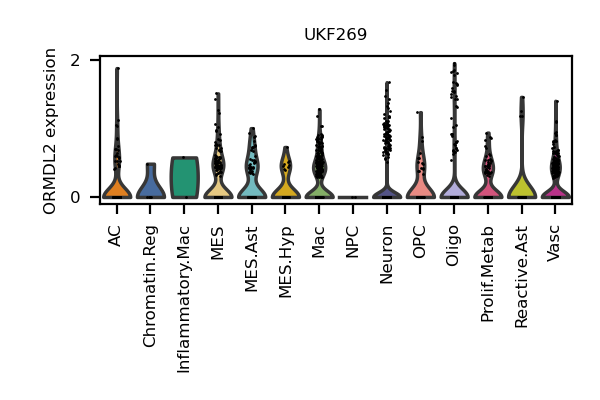 UKF269
ORMDL2 expression
2
0
AC
Chromatin.Reg
Inflammatory.Mac
MES
MES.Ast
MES.Hyp
Mac
NPC
Neuron
OPC
Oligo
Prolif.Metab
Reactive.Ast
Vasc